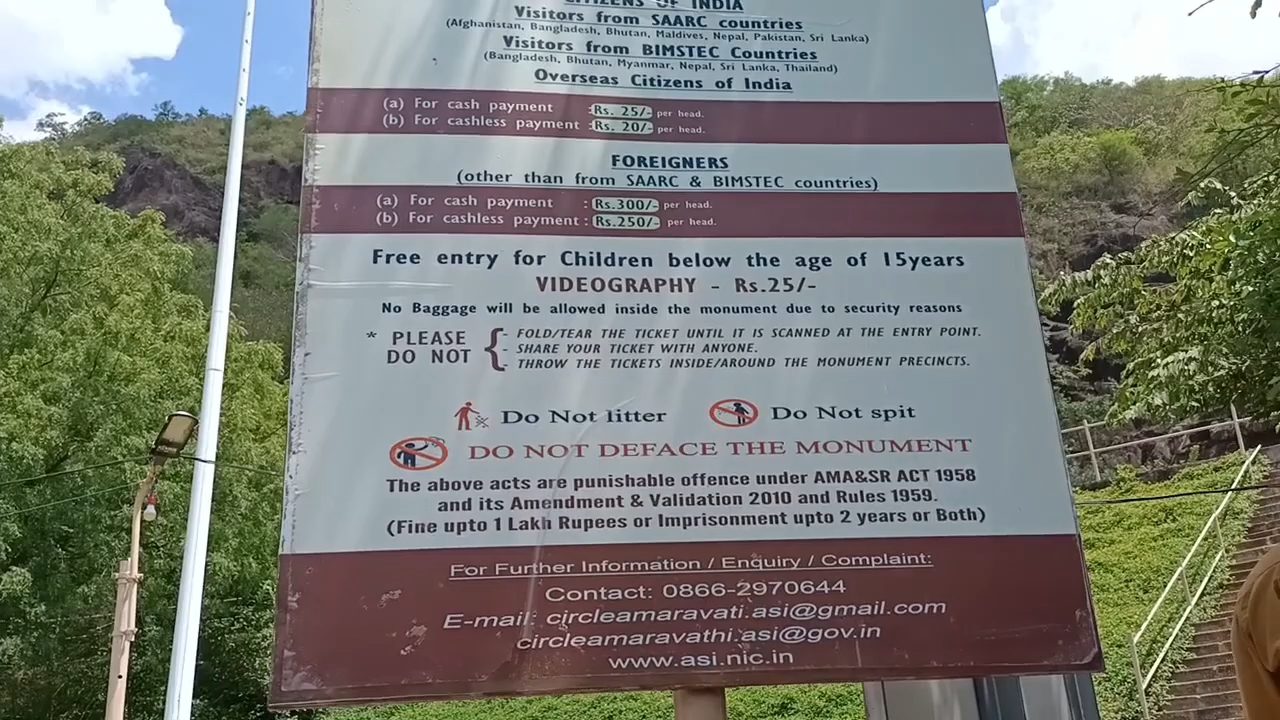 CITIZENS OF INDIA
Visitors from SAARC countries
(Afghanistan, Bangladesh, Bhutan, Maldives, Nepal, Pakistan, Sri Lanka)
Visitors from BIMSTEC Countries
(Bangladesh, Bhutan, Myanmar, Nepal, Sri Lanka, Thailand)
Overseas Citizens of India
(a) For cash payment : Rs. 25/- per head.
(b) For cashless payment : Rs. 20/- per head.
FOREIGNERS
(other than from SAARC & BIMSTEC countries)
(a) For cash payment : Rs.300/- per head.
(b) For cashless payment : Rs.250/- per head.
Free entry for Children below the age of 15years
VIDEOGRAPHY - Rs.25/-
No Baggage will be allowed inside the monument due to security reasons
* PLEASE DO NOT { - FOLD/TEAR THE TICKET UNTIL IT IS SCANNED AT THE ENTRY POINT.
- SHARE YOUR TICKET WITH ANYONE.
- THROW THE TICKETS INSIDE/AROUND THE MONUMENT PRECINCTS.
Do Not litter Do Not spit
DO NOT DEFACE THE MONUMENT
The above acts are punishable offence under AMA&SR ACT 1958
and its Amendment & Validation 2010 and Rules 1959.
(Fine upto 1 Lakh Rupees or Imprisonment upto 2 years or Both)
For Further Information / Enquiry / Complaint:
Contact: 0866-2970644
E-mail: circleamaravati.asi@gmail.com
circleamaravathi.asi@gov.in
www.asi.nic.in